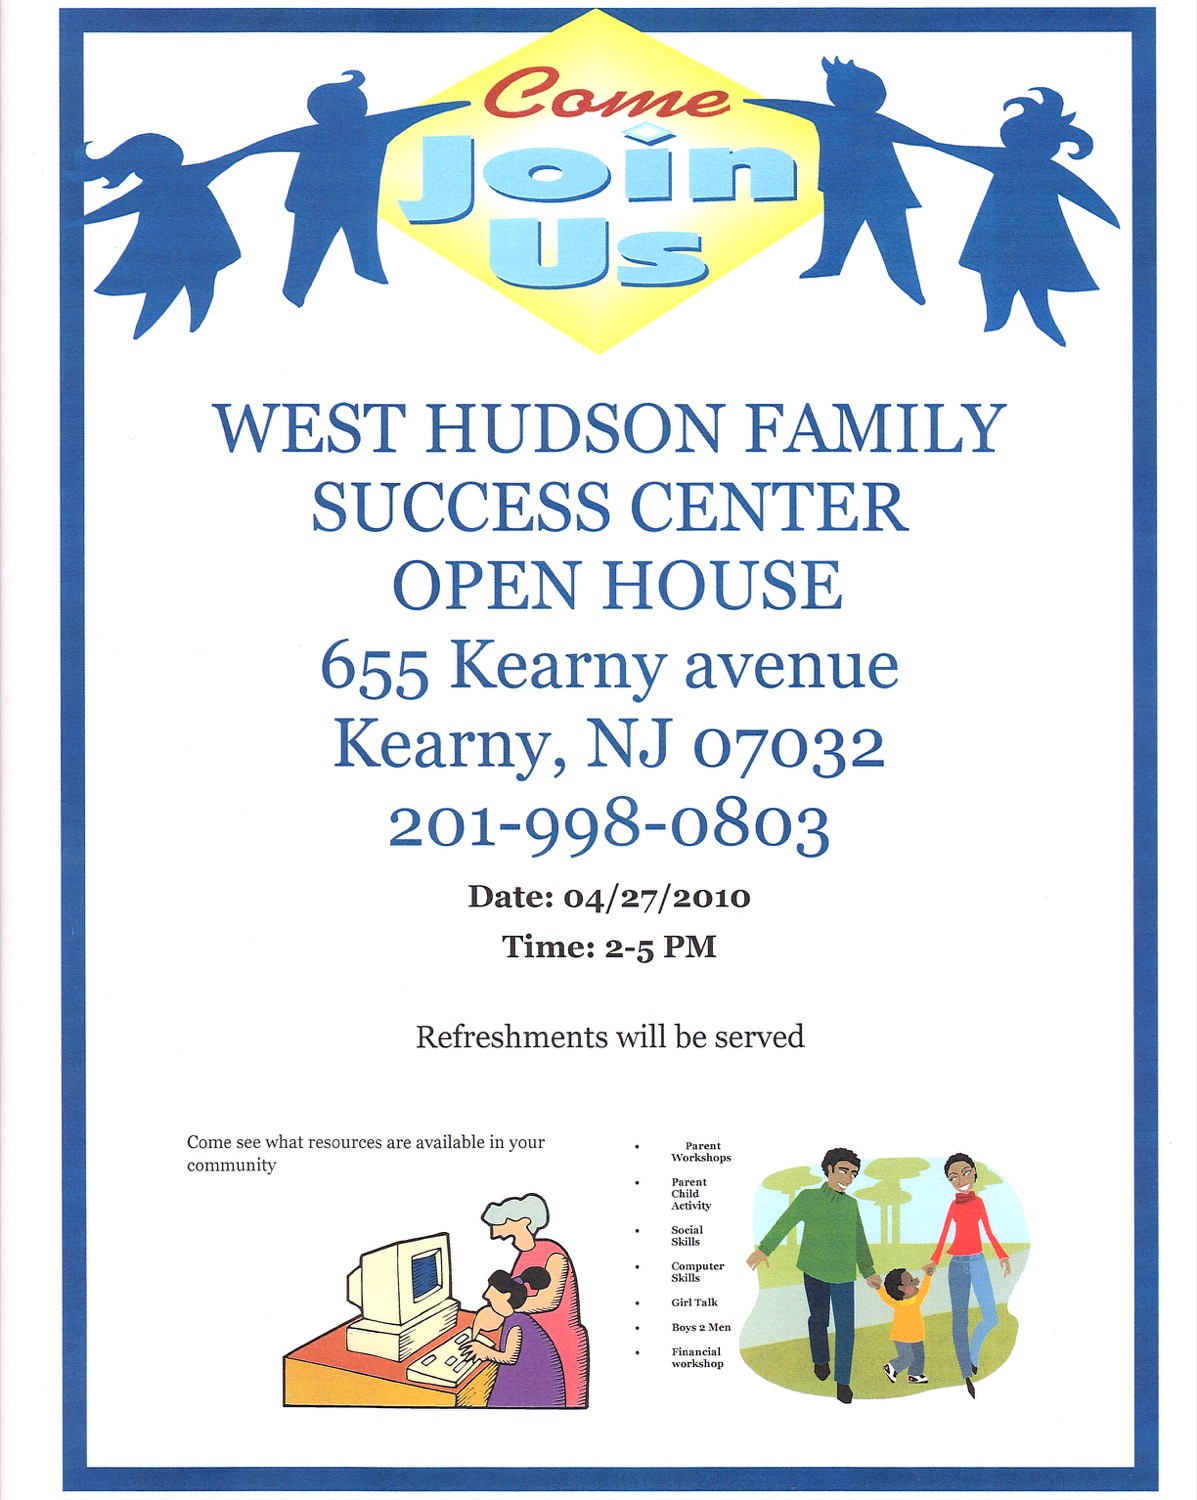 Come
Join
Us
WEST HUDSON FAMILY
SUCCESS CENTER
OPEN HOUSE
655 Kearny avenue
Kearny, NJ 07032
201-998-0803
Date: 04/27/2010
Time: 2-5 PM
Refreshments will be served
Come see what resources are available in your
community
• Parent
Workshops
• Parent
Child
Activity
• Social
Skills
• Computer
Skills
• Girl Talk
• Boys 2 Men
• Financial
workshop